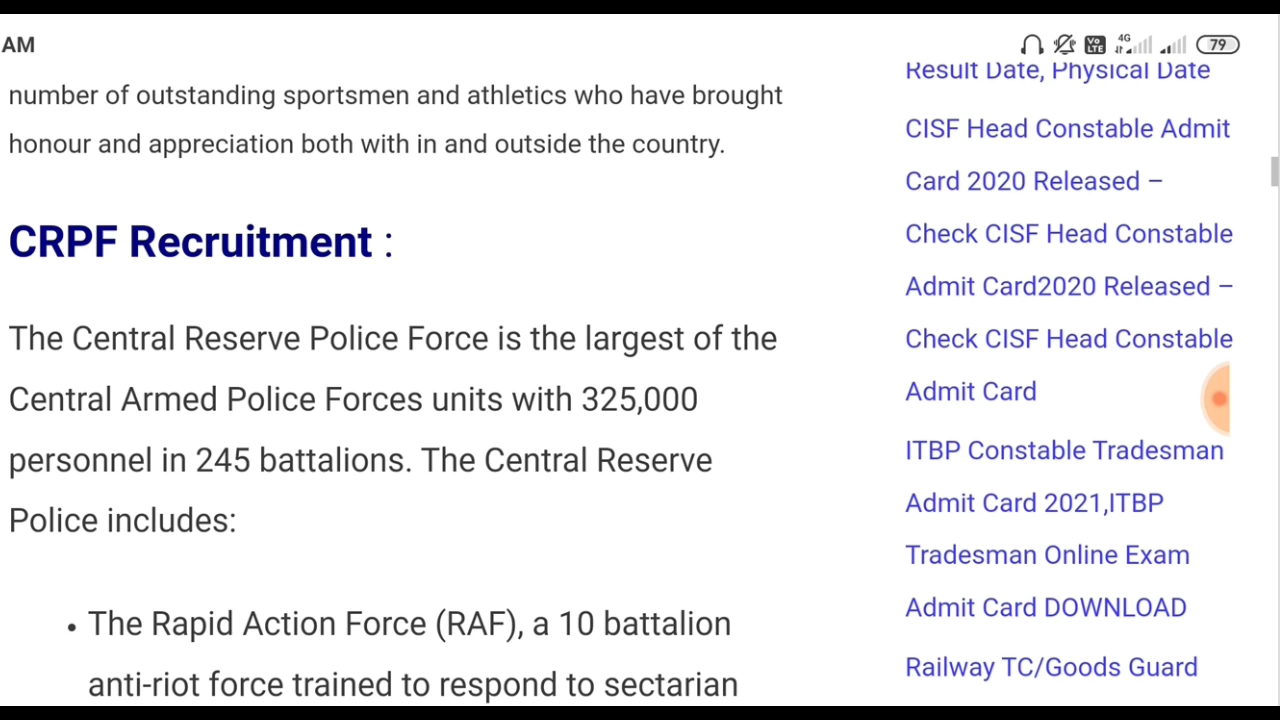 AM
4G
Vo
LTE
79
number of outstanding sportsmen and athletics who have brought
honour and appreciation both with in and outside the country.
CRPF Recruitment :
The Central Reserve Police Force is the largest of the
Central Armed Police Forces units with 325,000
personnel in 245 battalions. The Central Reserve
Police includes:
• The Rapid Action Force (RAF), a 10 battalion
anti-riot force trained to respond to sectarian
Result Date, Physical Date
CISF Head Constable Admit
Card 2020 Released –
Check CISF Head Constable
Admit Card2020 Released –
Check CISF Head Constable
Admit Card
ITBP Constable Tradesman
Admit Card 2021,ITBP
Tradesman Online Exam
Admit Card DOWNLOAD
Railway TC/Goods Guard